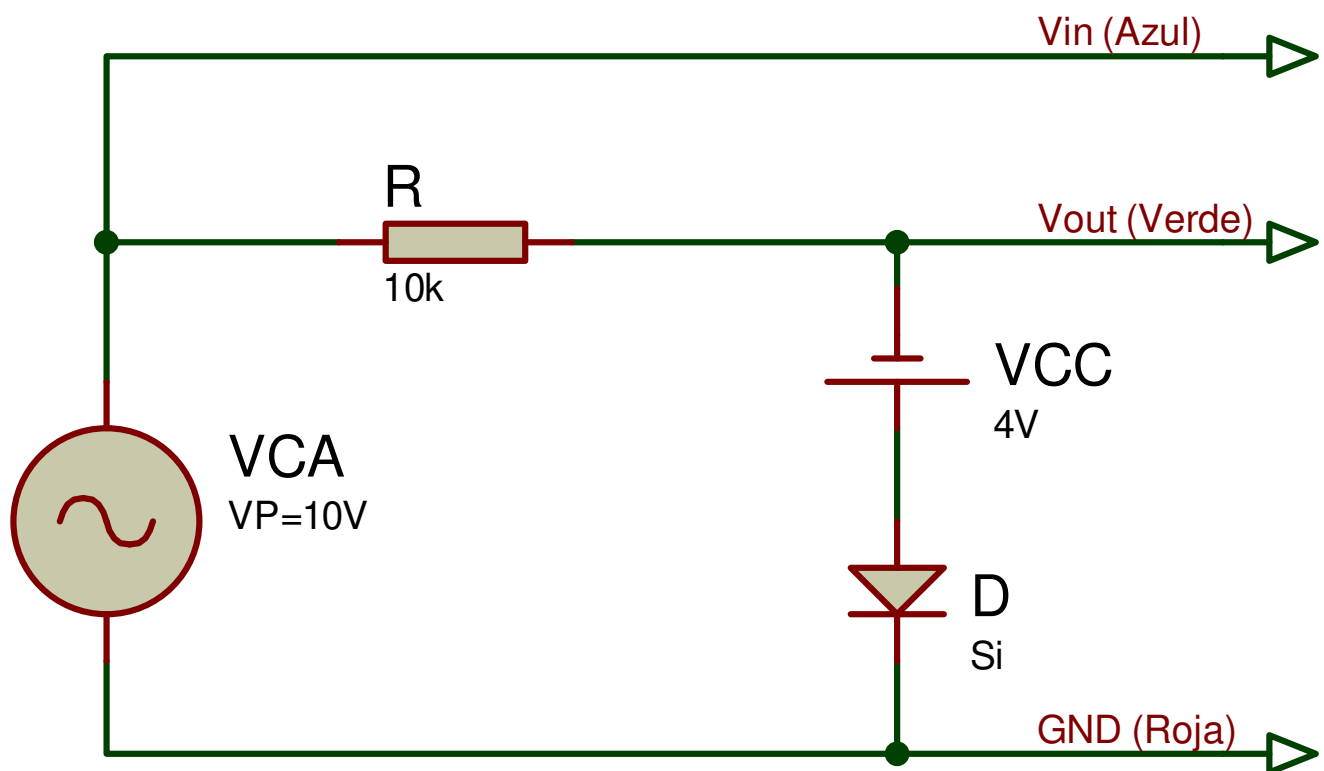 Vin (Azul)
R
10k
Vout (Verde)
VCC
4V
VCA
VP=10V
D
Si
GND (Roja)